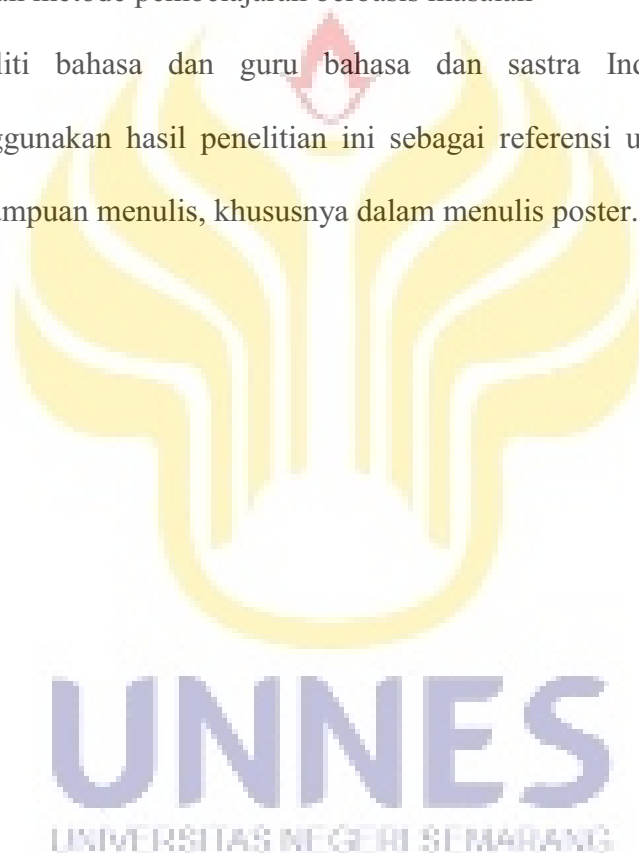 metode pembelajaran berbasis masalah
bahasa dan guru bahasa dan sastra
hasil penelitian ini sebagai referensi
menulis, khususnya dalam menulis poster.
UNNES
UNIVERSITAS NEGERI SEMARANG